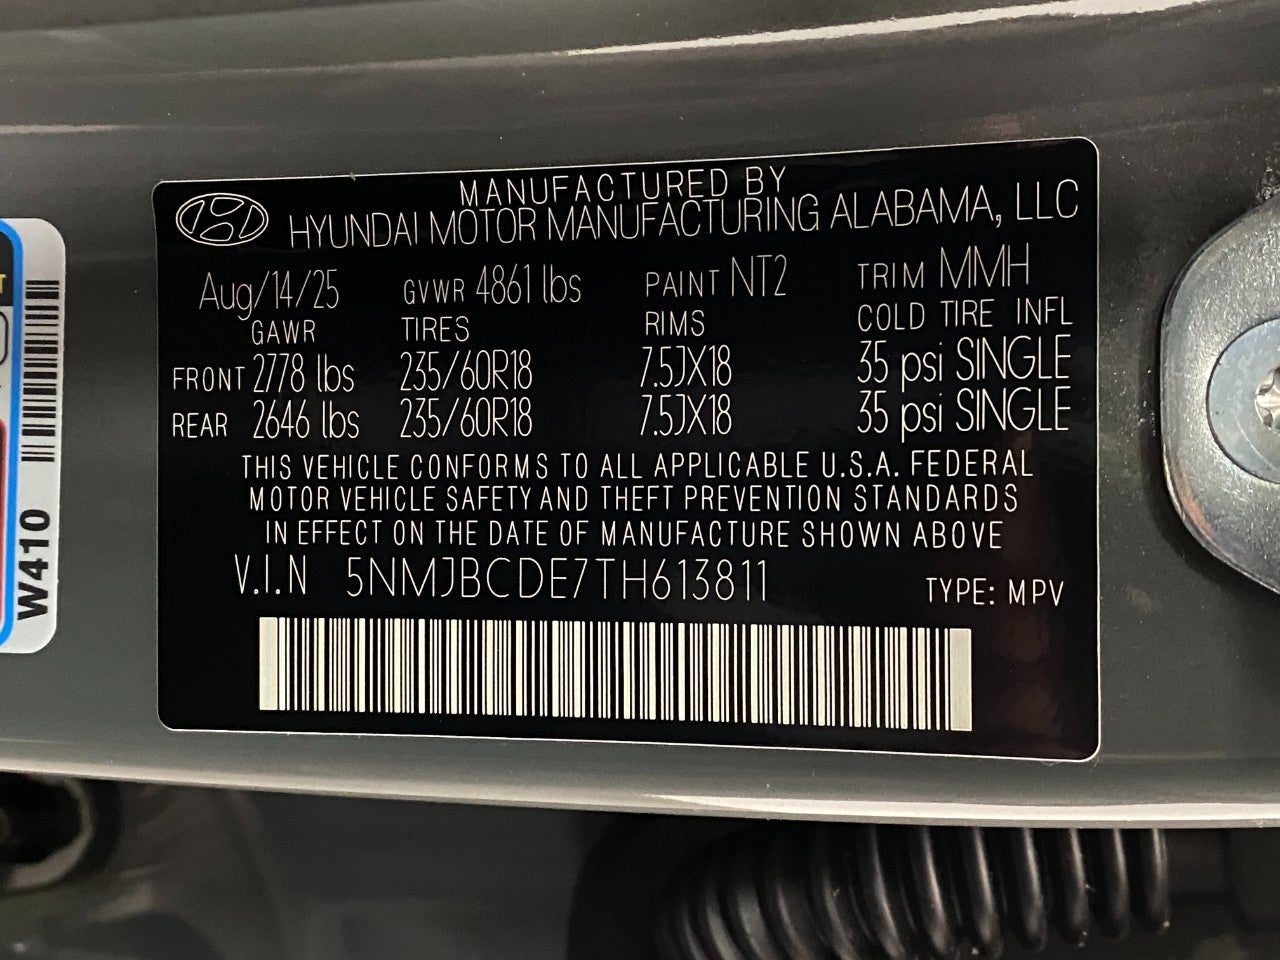 MANUFACTURED BY
HYUNDAI MOTOR MANUFACTURING ALABAMA, LLC
Aug/14/25 GVWR 4861 lbs PAINT NT2 TRIM MMH
GAWR TIRES RIMS COLD TIRE INFL
FRONT 2778 lbs 235/60R18 7.5JX18 35 psi SINGLE
REAR 2646 lbs 235/60R18 7.5JX18 35 psi SINGLE
THIS VEHICLE CONFORMS TO ALL APPLICABLE U.S.A. FEDERAL
MOTOR VEHICLE SAFETY AND THEFT PREVENTION STANDARDS
IN EFFECT ON THE DATE OF MANUFACTURE SHOWN ABOVE
V.I.N 5NMJBCDE7TH613811 TYPE: MPV
W410